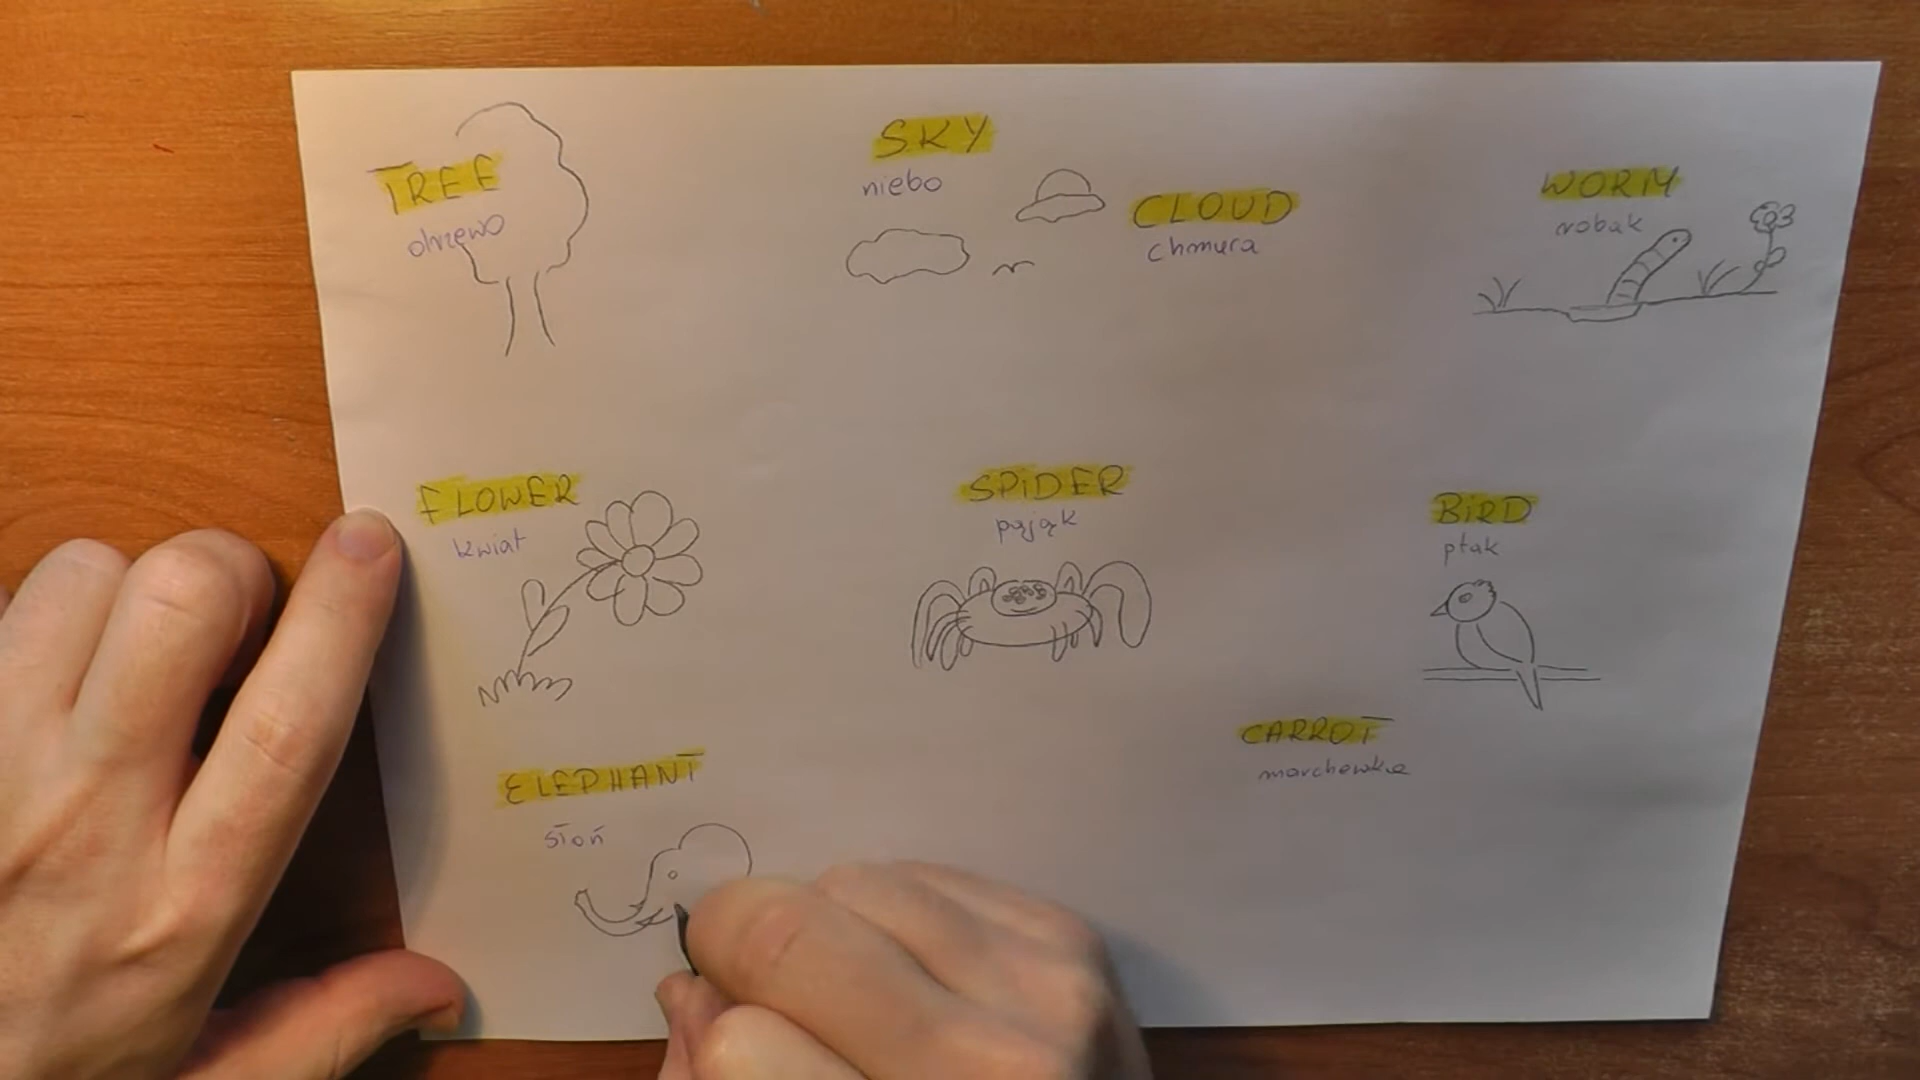 TREE
drzewo
SKY
niebo
CLOUD
chmura
WORM
robak
FLOWER
kwiat
SPiDER
pająk
BiRD
ptak
ELEPHANT
słoń
CARROT
marchewka